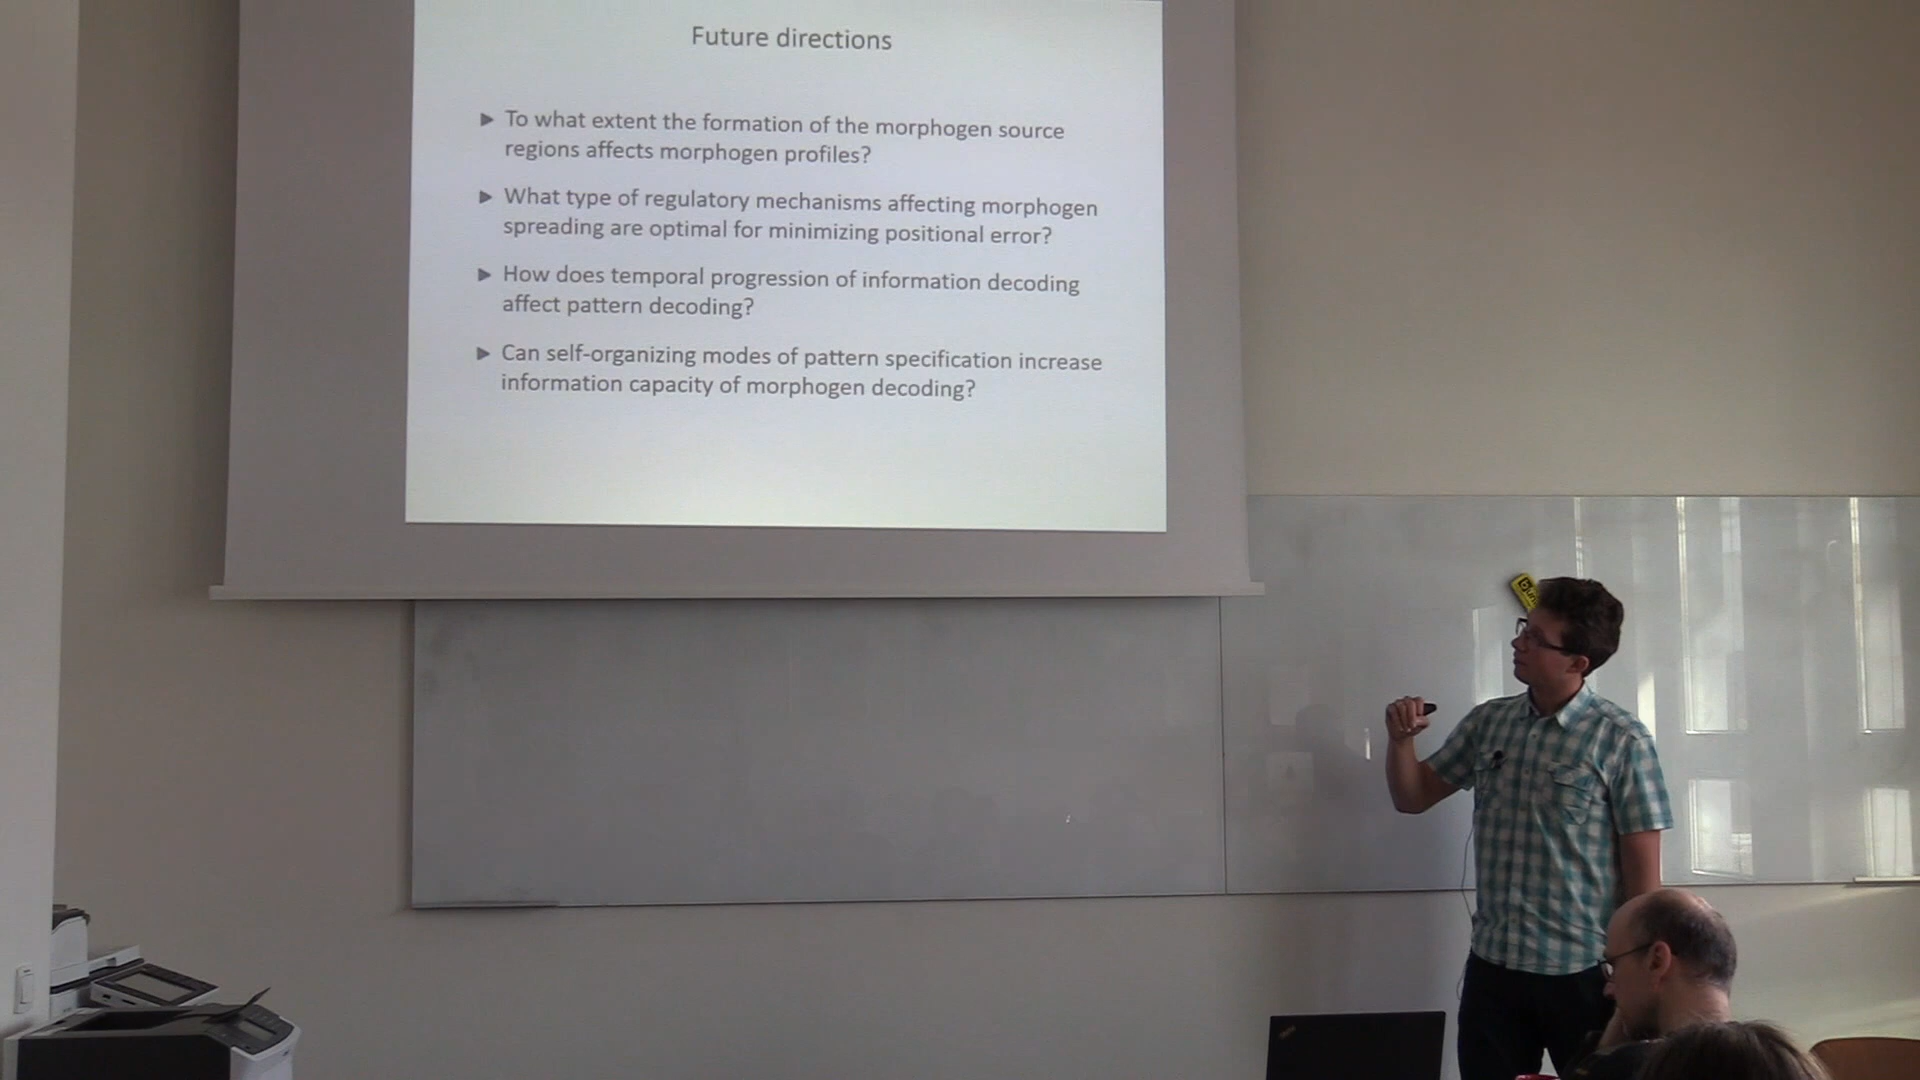 Future directions
To what extent the formation of the morphogen source
regions affects morphogen profiles?
What type of regulatory mechanisms affecting morphogen
spreading are optimal for minimizing positional error?
How does temporal progression of information decoding
affect pattern decoding?
Can self-organizing modes of pattern specification increase
information capacity of morphogen decoding?